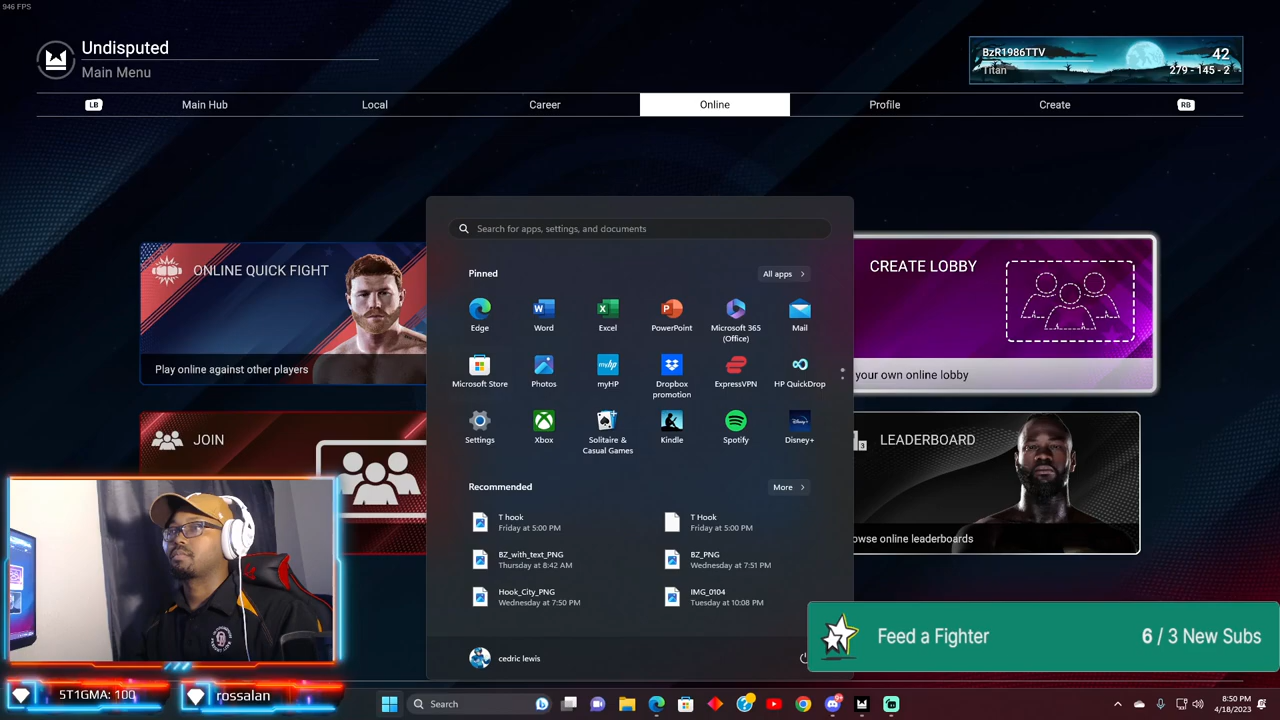 946 FPS
Undisputed
Main Menu
BzR1986TTV 42
Titan 279 - 145 - 2
LB Main Hub Local Career Online Profile Create RB
ONLINE QUICK FIGHT
Play online against other players
CREATE LOBBY
your own online lobby
JOIN
LEADERBOARD
owse online leaderboards
Search for apps, settings, and documents
Pinned
All apps
Edge Word Excel PowerPoint Microsoft 365 Mail
(Office)
Microsoft Store Photos myHP Dropbox ExpressVPN HP QuickDrop
promotion
Settings Xbox Solitaire & Kindle Spotify Disney+
Casual Games
Recommended
More
T hook
Friday at 5:00 PM
T Hook
Friday at 5:00 PM
BZ_with_text_PNG
Thursday at 8:42 AM
BZ_PNG
Wednesday at 7:51 PM
Hook_City_PNG
Wednesday at 7:50 PM
IMG_0104
Tuesday at 10:08 PM
cedric lewis
Feed a Fighter 6 / 3 New Subs
5T1GMA: 100 rossalan
Search
8:50 PM
4/18/2023